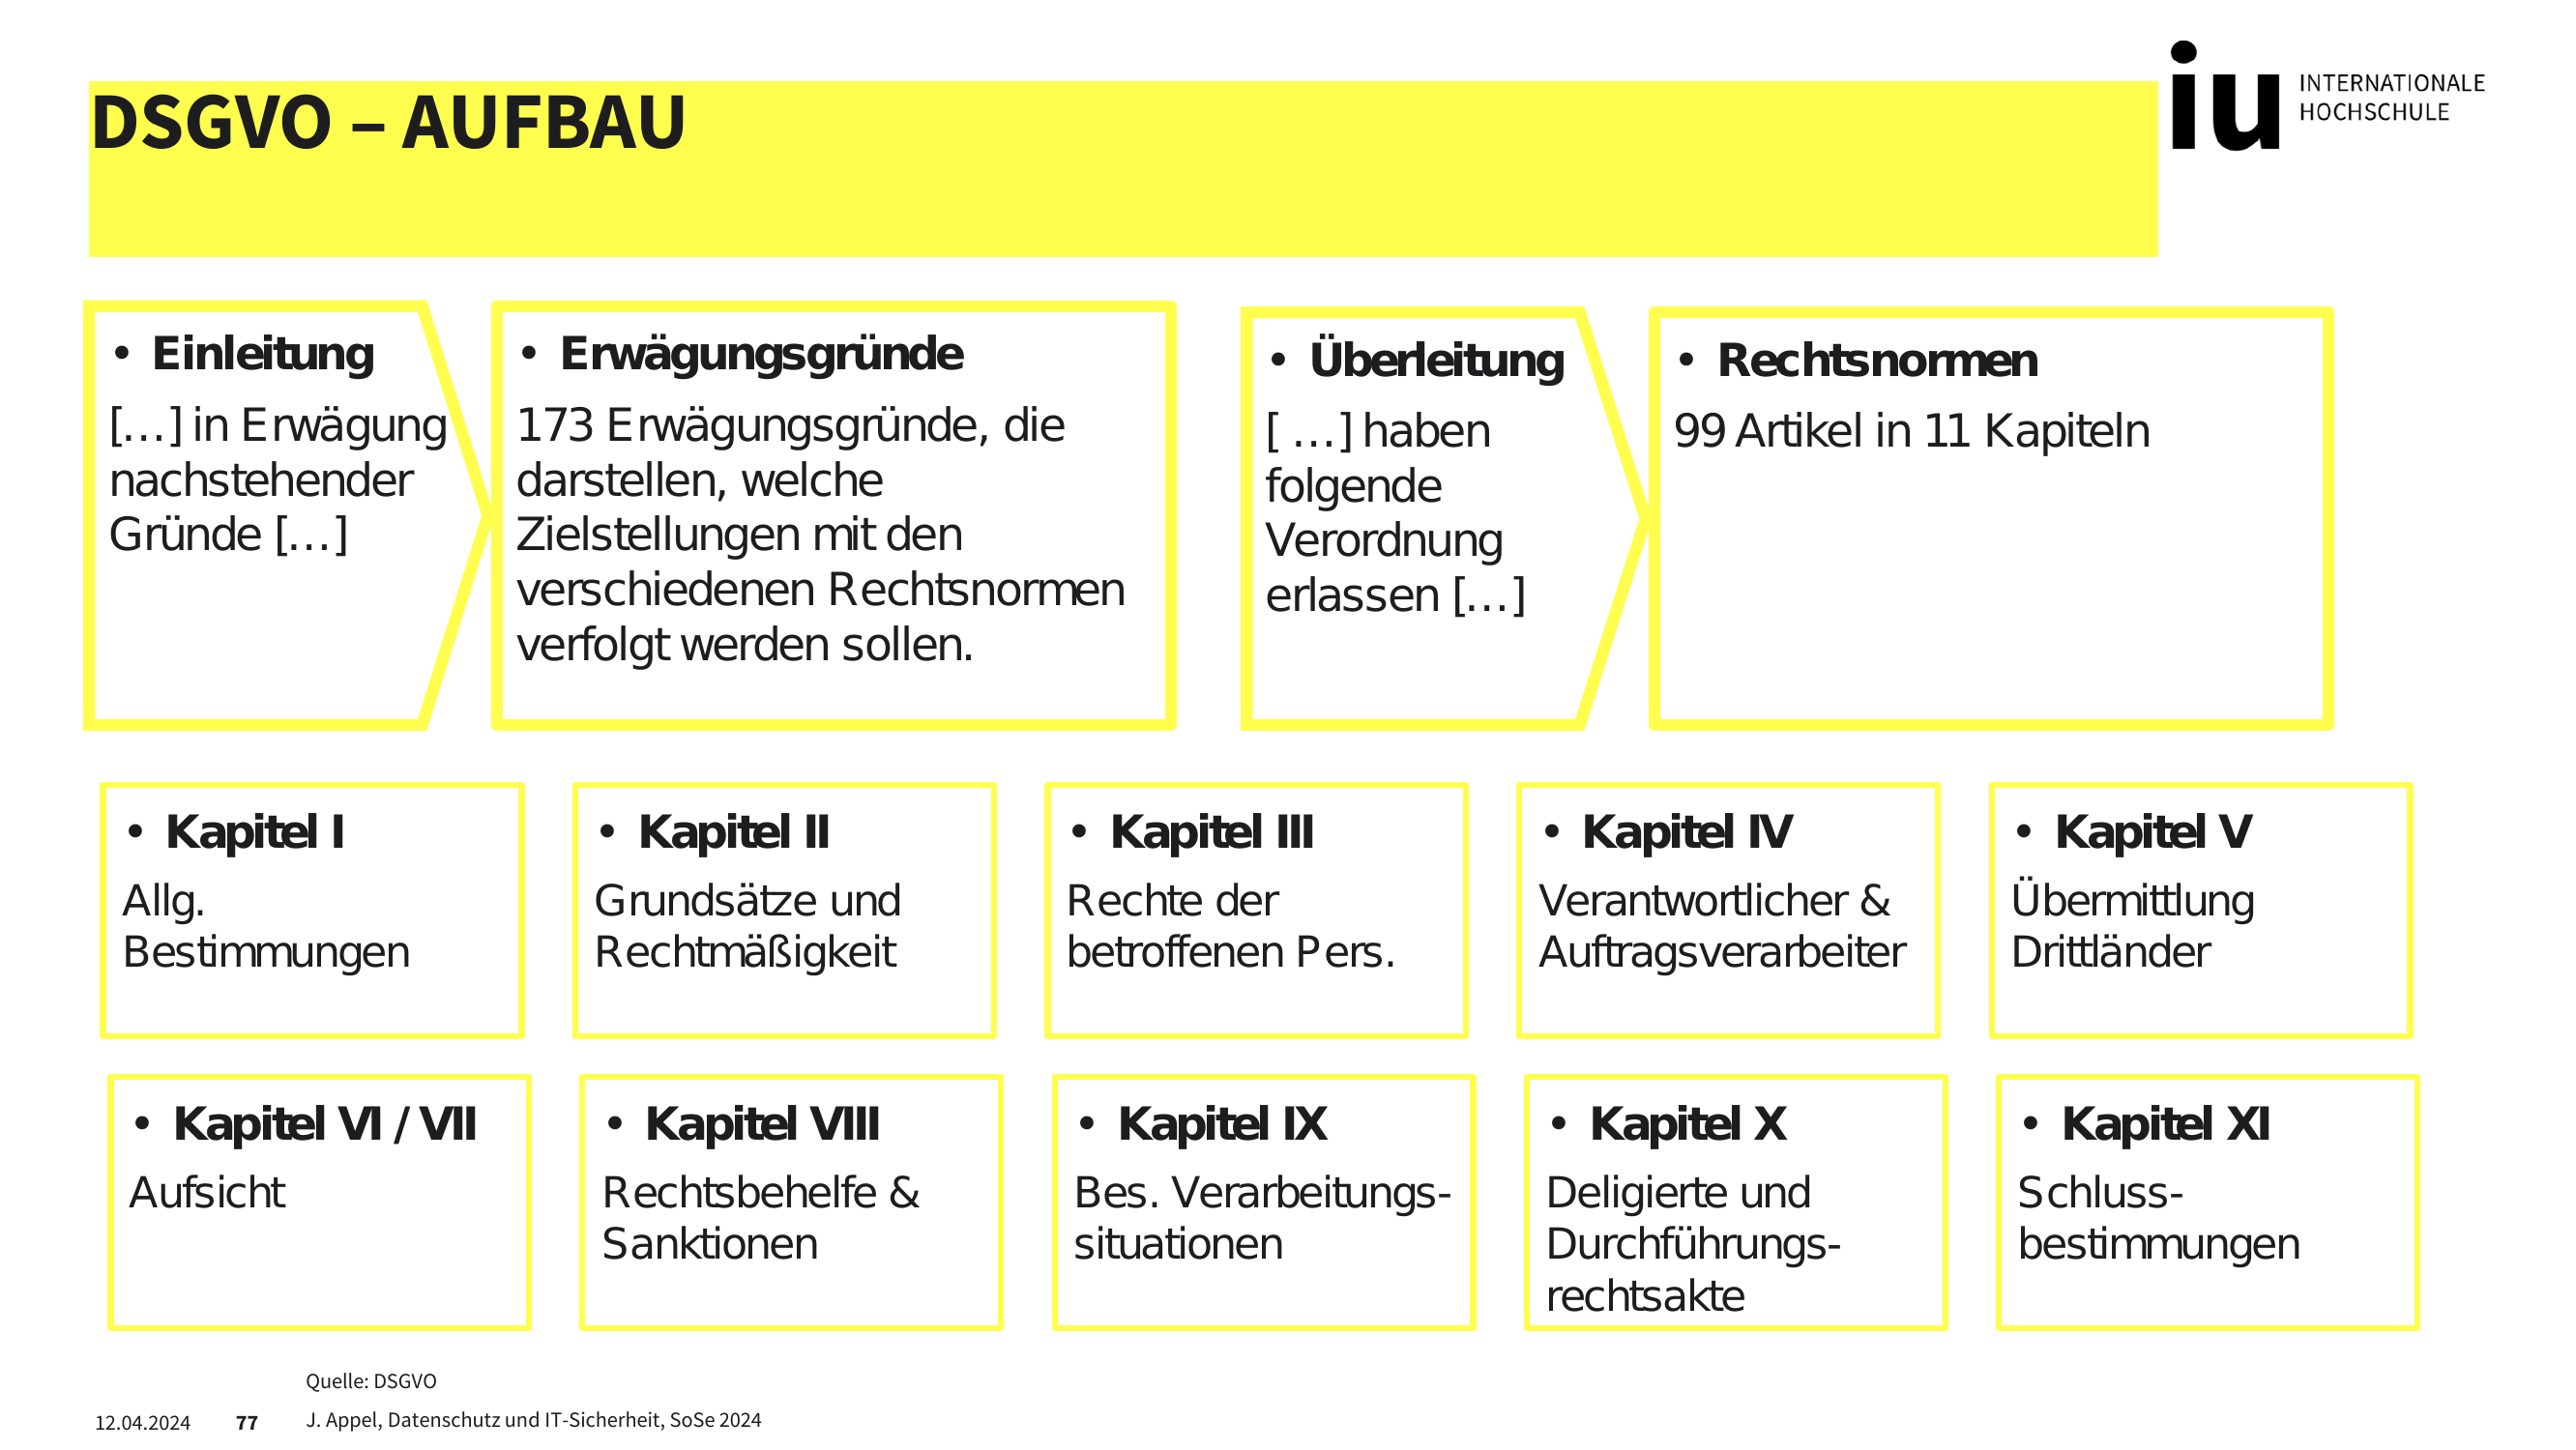 DSGVO – AUFBAU
iu INTERNATIONALE
HOCHSCHULE
• Einleitung
[…] in Erwägung
nachstehender
Gründe […]
• Erwägungsgründe
173 Erwägungsgründe, die
darstellen, welche
Zielstellungen mit den
verschiedenen Rechtsnormen
verfolgt werden sollen.
• Überleitung
[ …] haben
folgende
Verordnung
erlassen […]
• Rechtsnormen
99 Artikel in 11 Kapiteln
• Kapitel I
Allg.
Bestimmungen
• Kapitel II
Grundsätze und
Rechtmäßigkeit
• Kapitel III
Rechte der
betroffenen Pers.
• Kapitel IV
Verantwortlicher &
Auftragsverarbeiter
• Kapitel V
Übermittlung
Drittländer
• Kapitel VI / VII
Aufsicht
• Kapitel VIII
Rechtsbehelfe &
Sanktionen
• Kapitel IX
Bes. Verarbeitungs-
situationen
• Kapitel X
Deligierte und
Durchführungs-
rechtsakte
• Kapitel XI
Schluss-
bestimmungen
Quelle: DSGVO
12.04.2024 77 J. Appel, Datenschutz und IT-Sicherheit, SoSe 2024